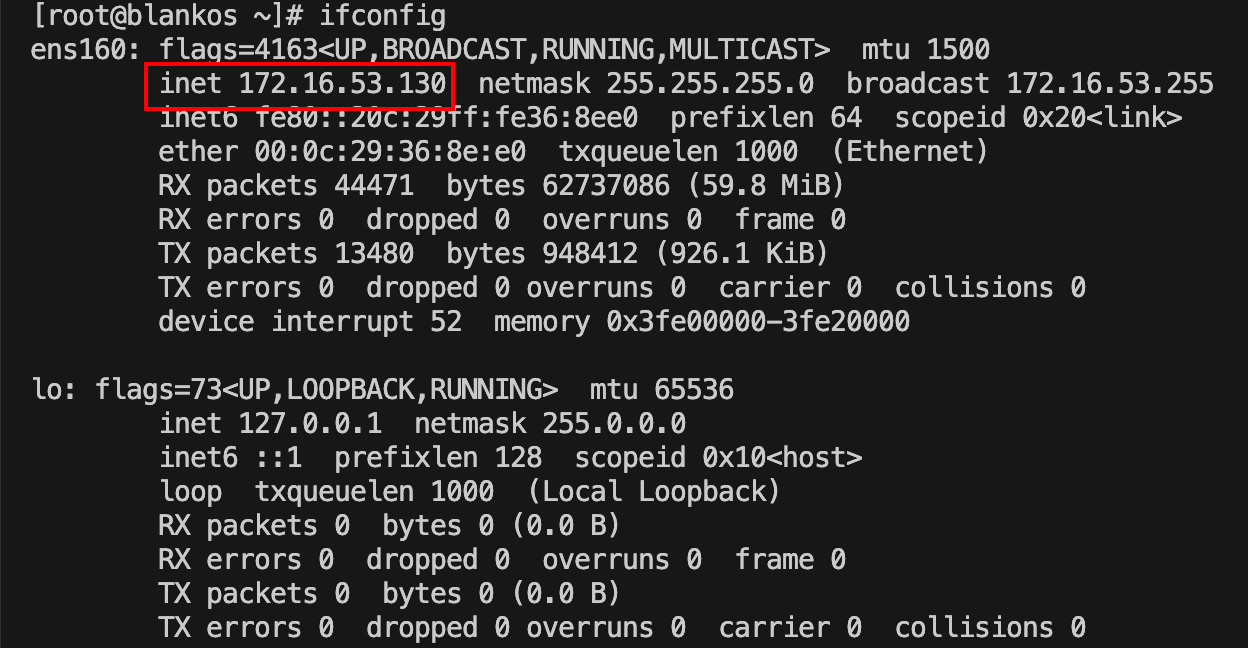 [root@blankos ~]# ifconfig
ens160: flags=4163<UP,BROADCAST,RUNNING,MULTICAST>  mtu 1500
        inet 172.16.53.130  netmask 255.255.255.0  broadcast 172.16.53.255
        inet6 fe80::20c:29ff:fe36:8ee0  prefixlen 64  scopeid 0x20<link>
        ether 00:0c:29:36:8e:e0  txqueuelen 1000  (Ethernet)
        RX packets 44471  bytes 62737086 (59.8 MiB)
        RX errors 0  dropped 0  overruns 0  frame 0
        TX packets 13480  bytes 948412 (926.1 KiB)
        TX errors 0  dropped 0 overruns 0  carrier 0  collisions 0
        device interrupt 52  memory 0x3fe00000-3fe20000

lo: flags=73<UP,LOOPBACK,RUNNING>  mtu 65536
        inet 127.0.0.1  netmask 255.0.0.0
        inet6 ::1  prefixlen 128  scopeid 0x10<host>
        loop  txqueuelen 1000  (Local Loopback)
        RX packets 0  bytes 0 (0.0 B)
        RX errors 0  dropped 0  overruns 0  frame 0
        TX packets 0  bytes 0 (0.0 B)
        TX errors 0  dropped 0 overruns 0  carrier 0  collisions 0